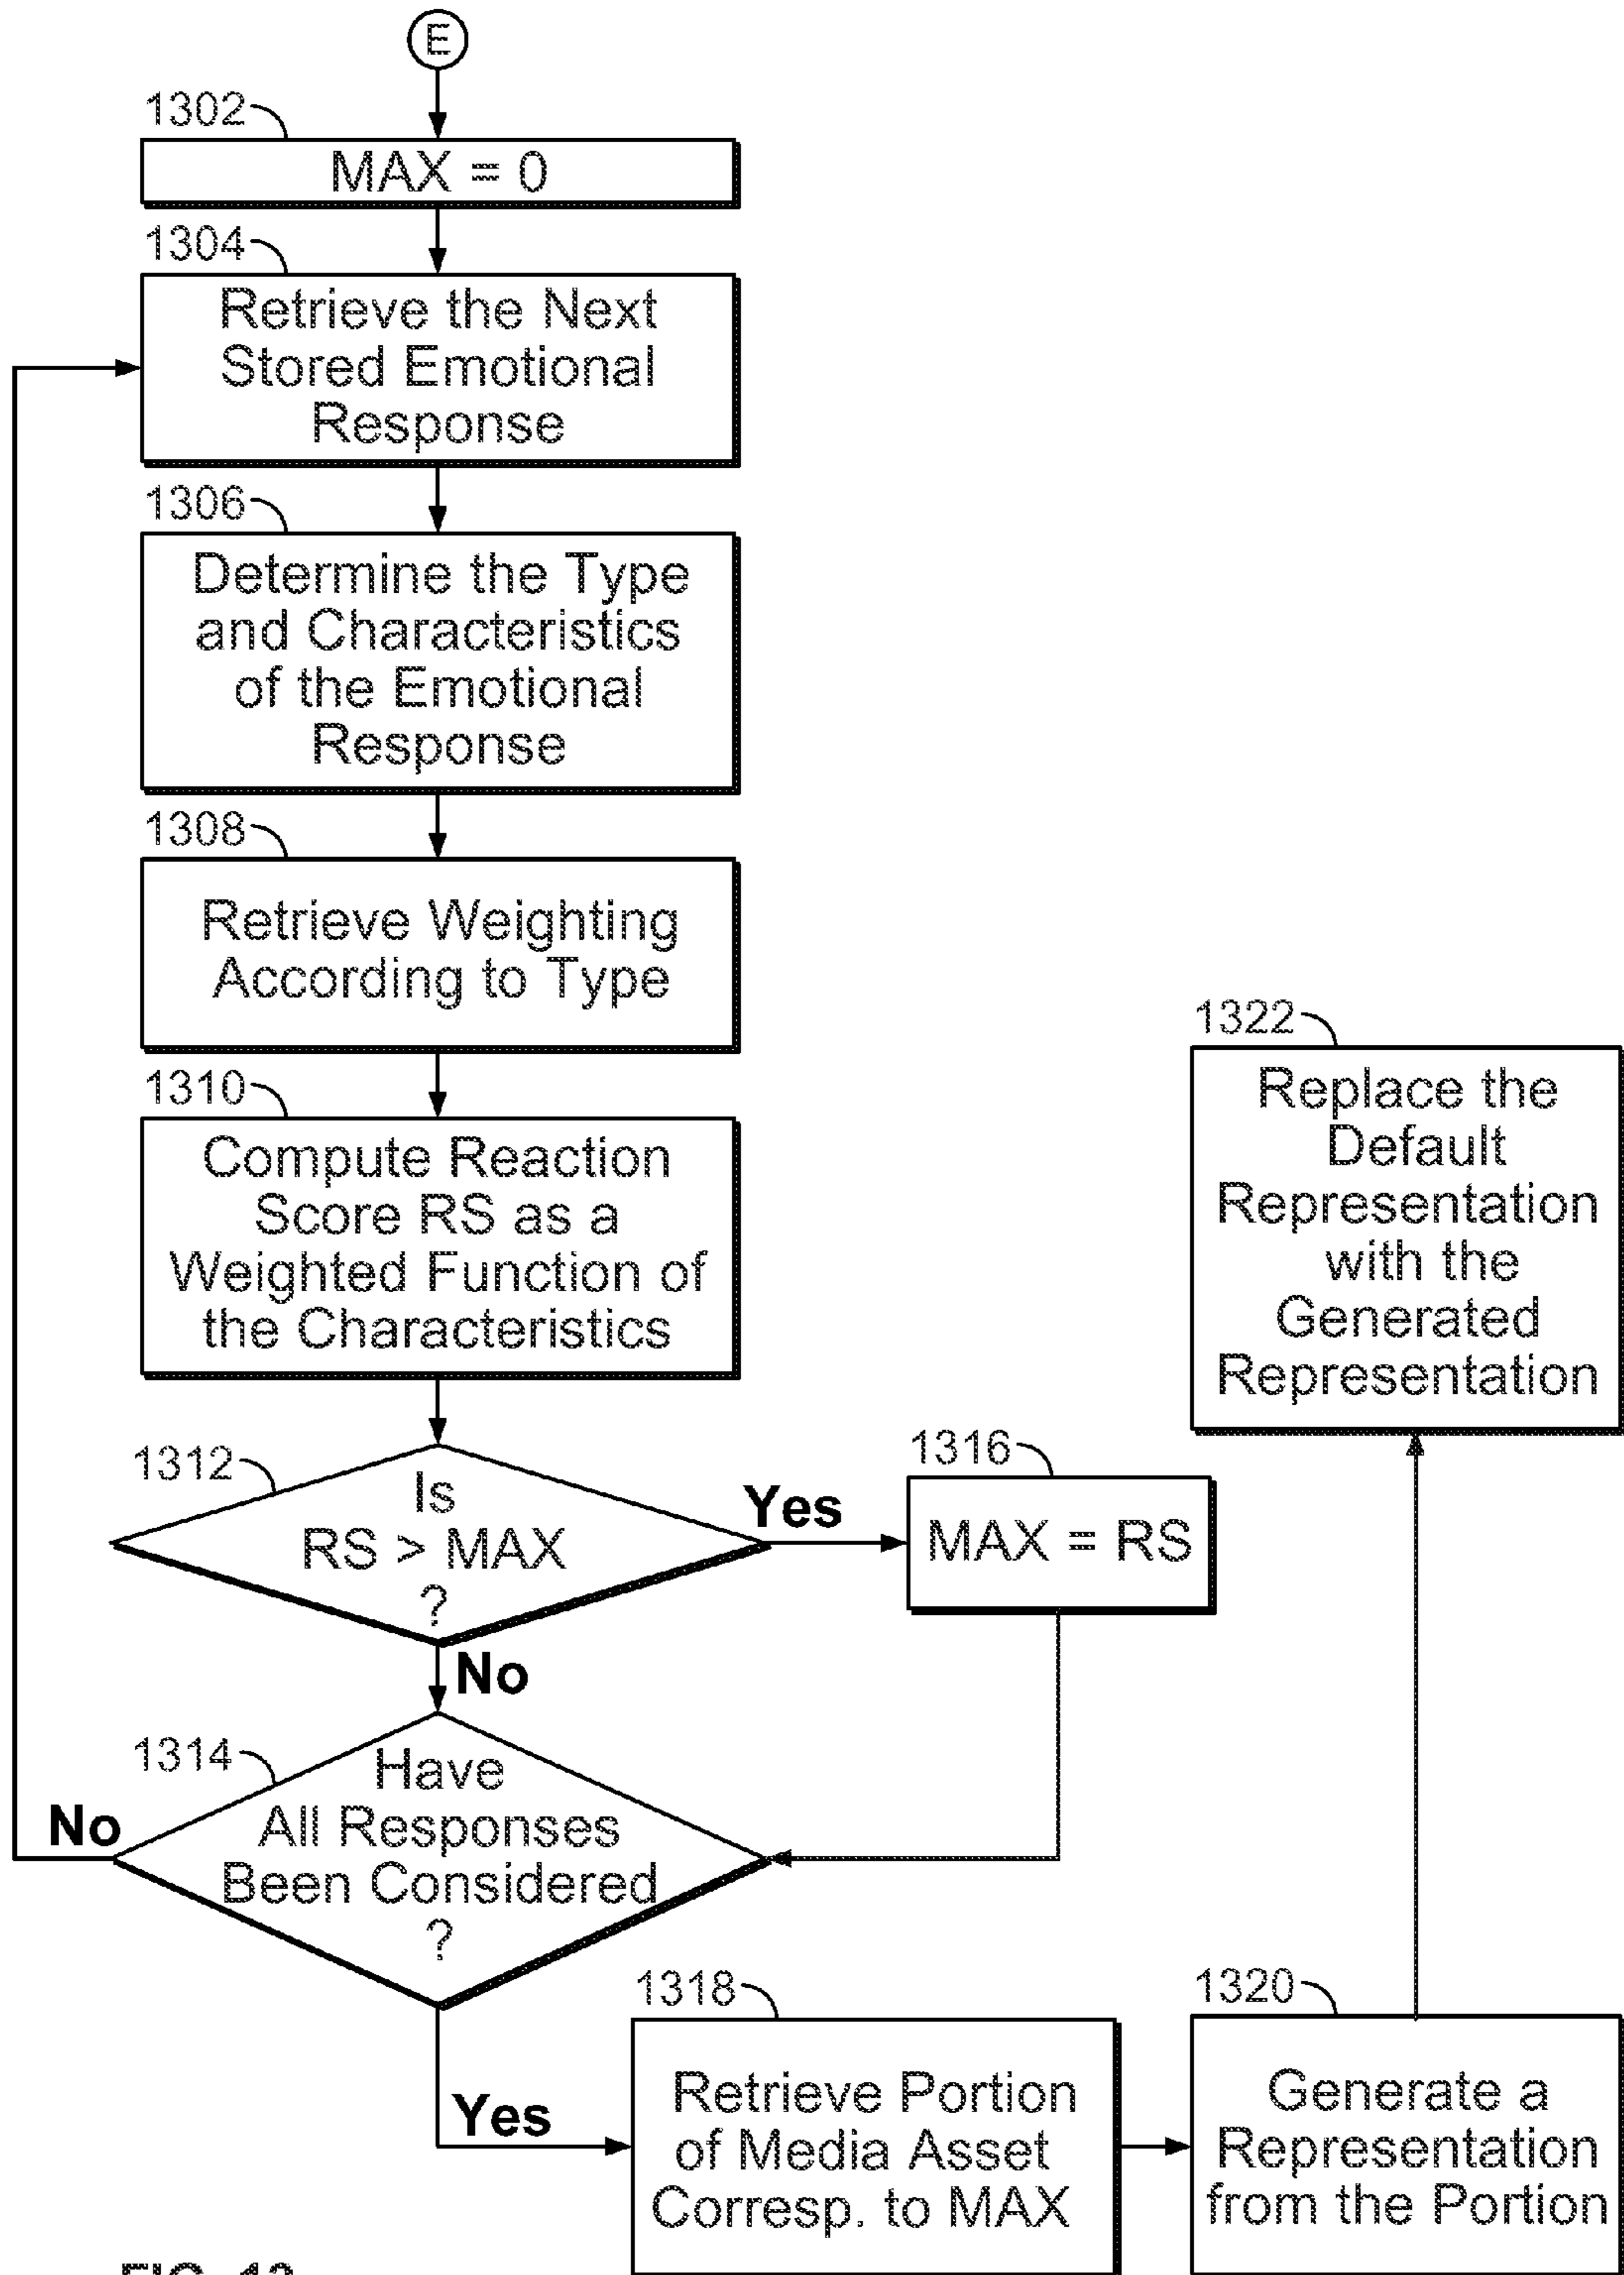 E
1302
MAX = 0
1304
Retrieve the Next
Stored Emotional
Response
1306
Determine the Type
and Characteristics
of the Emotional
Response
1308
Retrieve Weighting
According to Type
1310
Compute Reaction
Score RS as a
Weighted Function of
the Characteristics
1312
Is
RS > MAX
?
Yes
1316
MAX = RS
No
1314
Have
All Responses
Been Considered
?
No
Yes
1318
Retrieve Portion
of Media Asset
Corresp. to MAX
1320
Generate a
Representation
from the Portion
1322
Replace the
Default
Representation
with the
Generated
Representation
FIG. 13